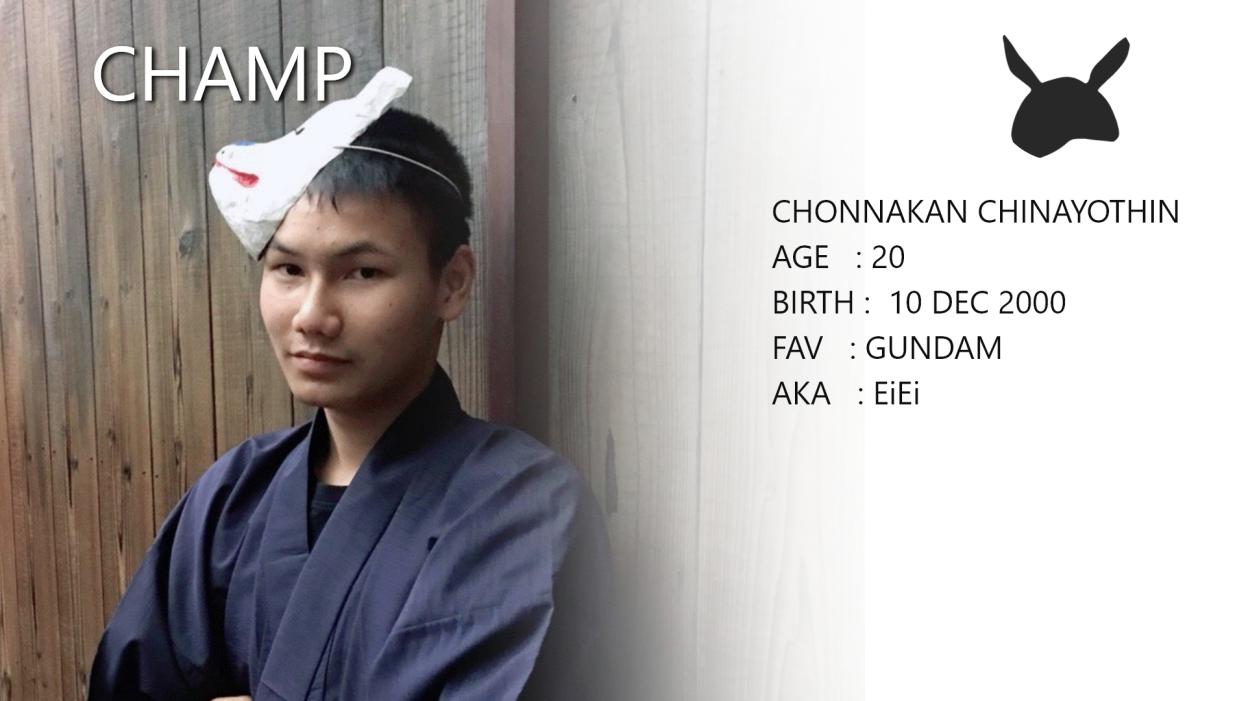 CHAMP
CHONNAKAN CHINAYOTHIN
AGE : 20
BIRTH : 10 DEC 2000
FAV : GUNDAM
AKA : EiEi